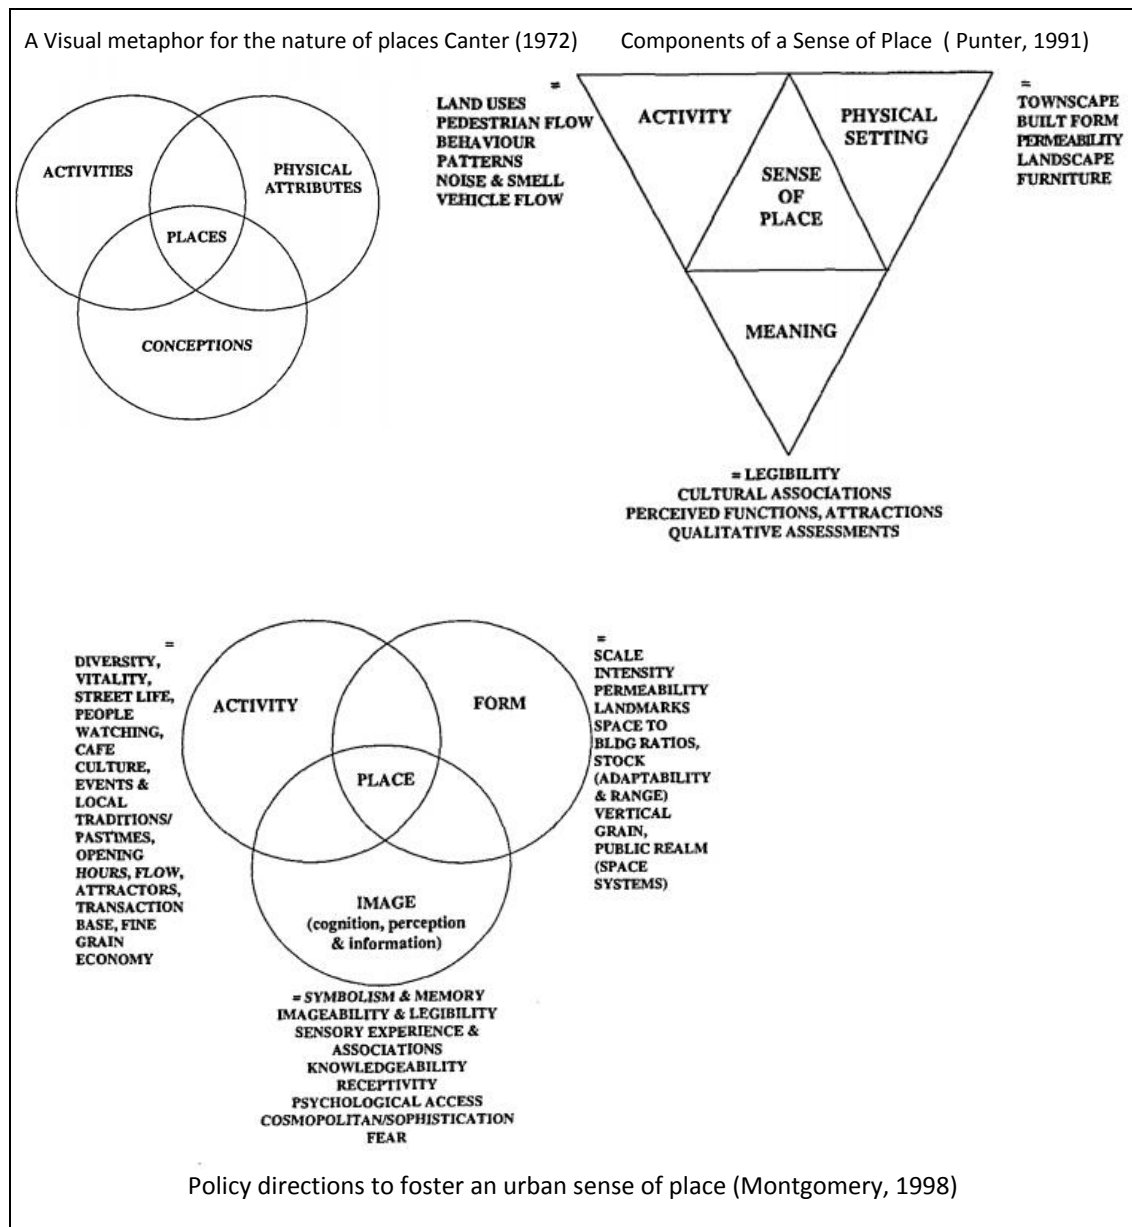 A Visual metaphor for the nature of places Canter (1972)
ACTIVITIES
PHYSICAL
ATTRIBUTES
PLACES
CONCEPTIONS
Components of a Sense of Place ( Punter, 1991)
=
LAND USES
PEDESTRIAN FLOW
BEHAVIOUR
PATTERNS
NOISE & SMELL
VEHICLE FLOW
ACTIVITY
PHYSICAL
SETTING
SENSE
OF
PLACE
MEANING
=
TOWNSCAPE
BUILT FORM
PERMEABILITY
LANDSCAPE
FURNITURE
= LEGIBILITY
CULTURAL ASSOCIATIONS
PERCEIVED FUNCTIONS, ATTRACTIONS
QUALITATIVE ASSESSMENTS
=
DIVERSITY,
VITALITY,
STREET LIFE,
PEOPLE
WATCHING,
CAFE
CULTURE,
EVENTS &
LOCAL
TRADITIONS/
PASTIMES,
OPENING
HOURS, FLOW,
ATTRACTORS,
TRANSACTION
BASE, FINE
GRAIN
ECONOMY
ACTIVITY
FORM
PLACE
IMAGE
(cognition, perception
& information)
=
SCALE
INTENSITY
PERMEABILITY
LANDMARKS
SPACE TO
BLDG RATIOS,
STOCK
(ADAPTABILITY
& RANGE)
VERTICAL
GRAIN,
PUBLIC REALM
(SPACE
SYSTEMS)
= SYMBOLISM & MEMORY
IMAGEABILITY & LEGIBILITY
SENSORY EXPERIENCE &
ASSOCIATIONS
KNOWLEDGEABILITY
RECEPTIVITY
PSYCHOLOGICAL ACCESS
COSMOPOLITAN/SOPHISTICATION
FEAR
Policy directions to foster an urban sense of place (Montgomery, 1998)